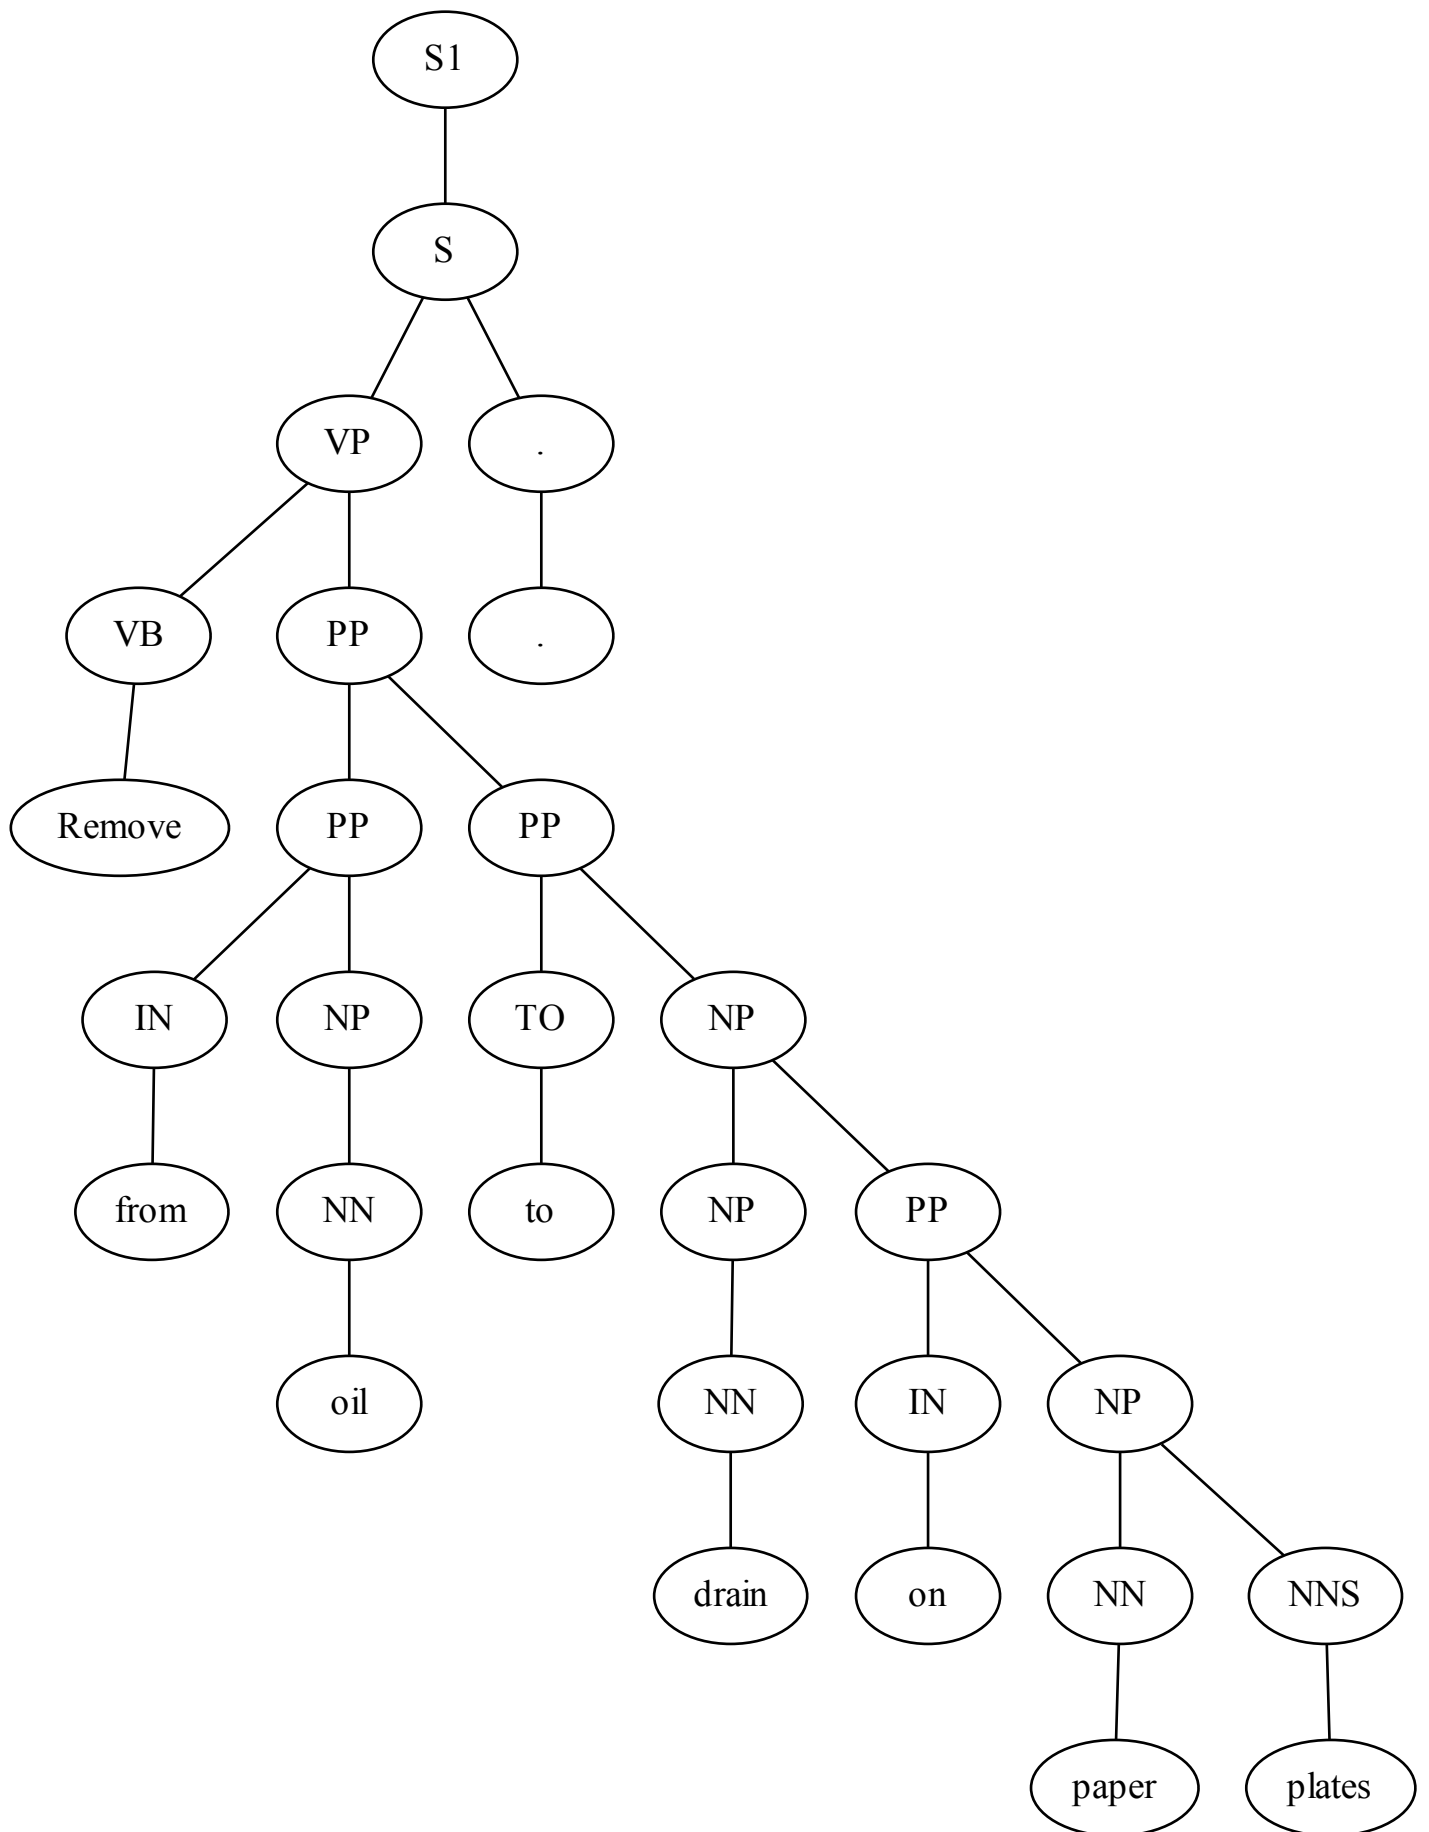 S1
S
VP .
VB PP .
Remove PP PP
IN NP TO NP
from NN to NP PP
oil NN IN NP
drain on NN NNS
paper plates